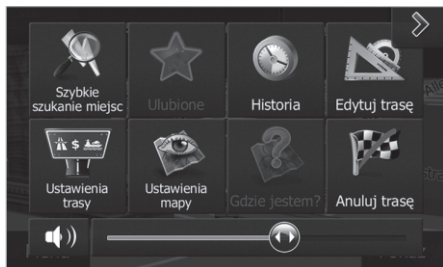 Szybkie
szukanie miejsc
Ulubione
Historia
Edytuj trasę
Ustawienia
trasy
Ustawienia
mapy
Gdzie jestem?
Anuluj trasę